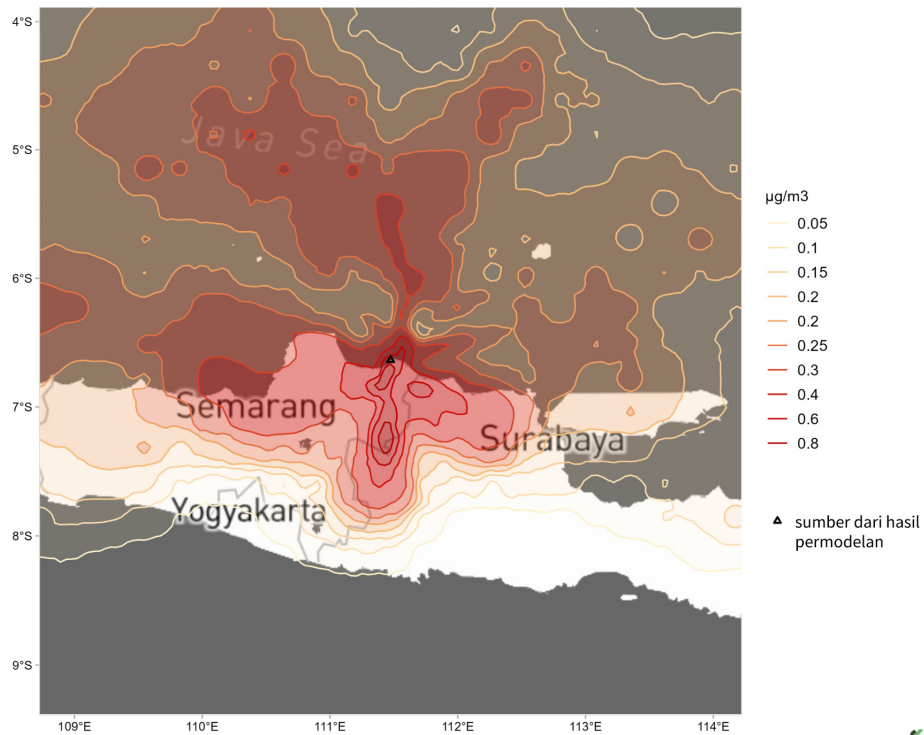 4°S
5°S
6°S
7°S
8°S
9°S
109°E
110°E
111°E
112°E
113°E
114°E
Java Sea
Semarang
Surabaya
Yogyakarta
µg/m3
0.05
0.1
0.15
0.2
0.2
0.25
0.3
0.4
0.6
0.8
sumber dari hasil
permodelan